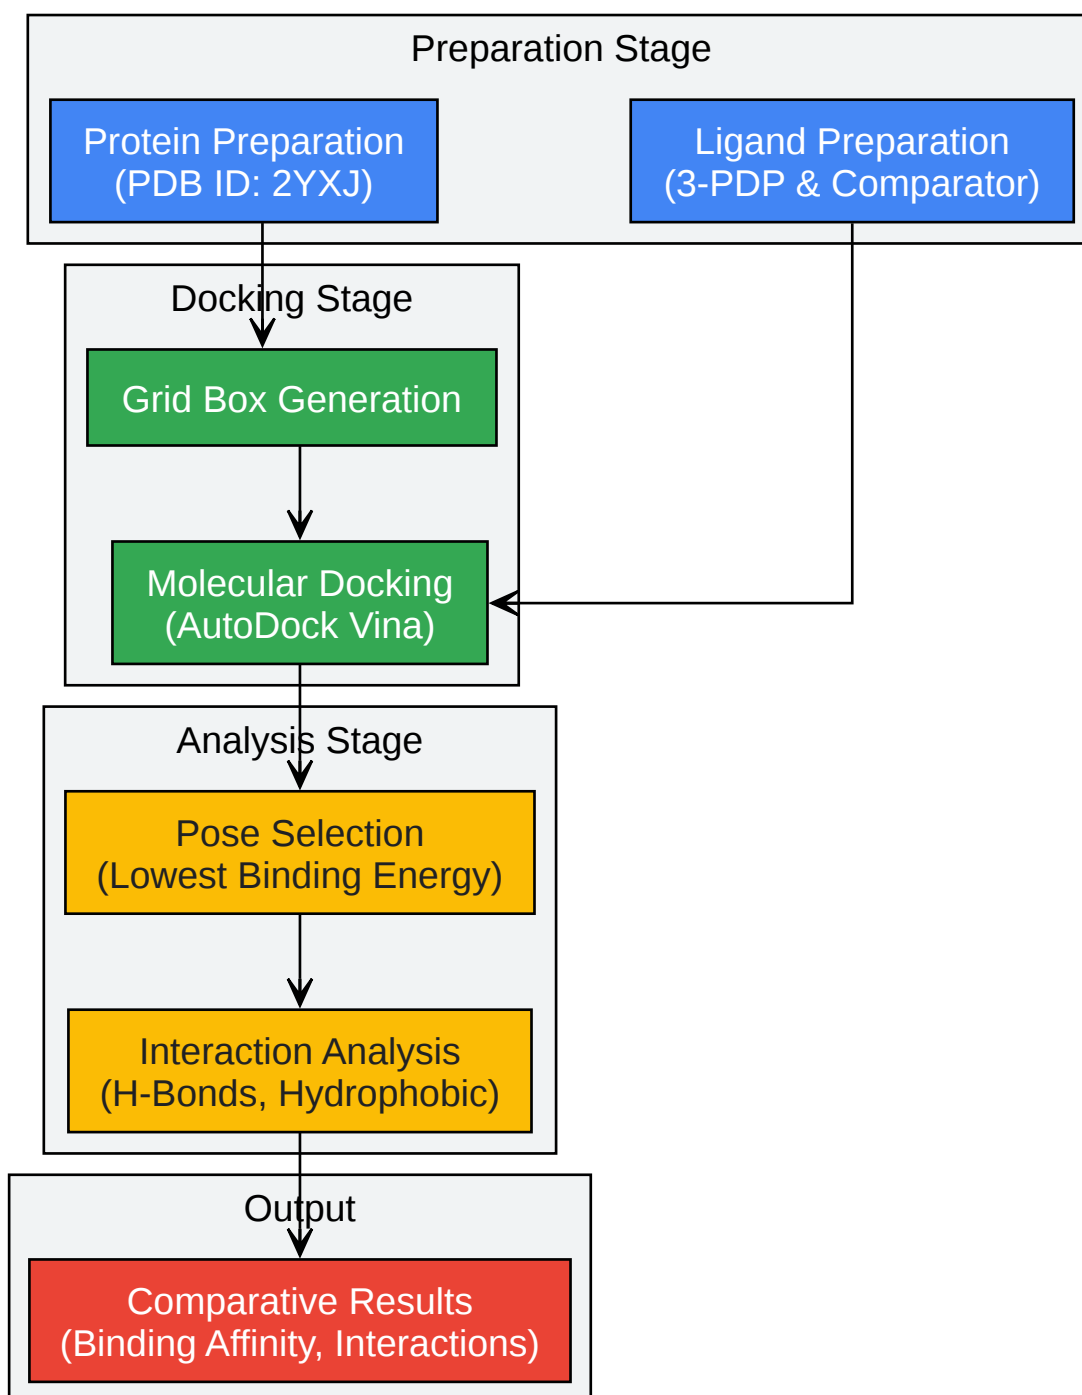 Preparation Stage
Protein Preparation
(PDB ID: 2YXJ)
Ligand Preparation
(3-PDP & Comparator)
Docking Stage
Grid Box Generation
Molecular Docking
(AutoDock Vina)
Analysis Stage
Pose Selection
(Lowest Binding Energy)
Interaction Analysis
(H-Bonds, Hydrophobic)
Output
Comparative Results
(Binding Affinity, Interactions)